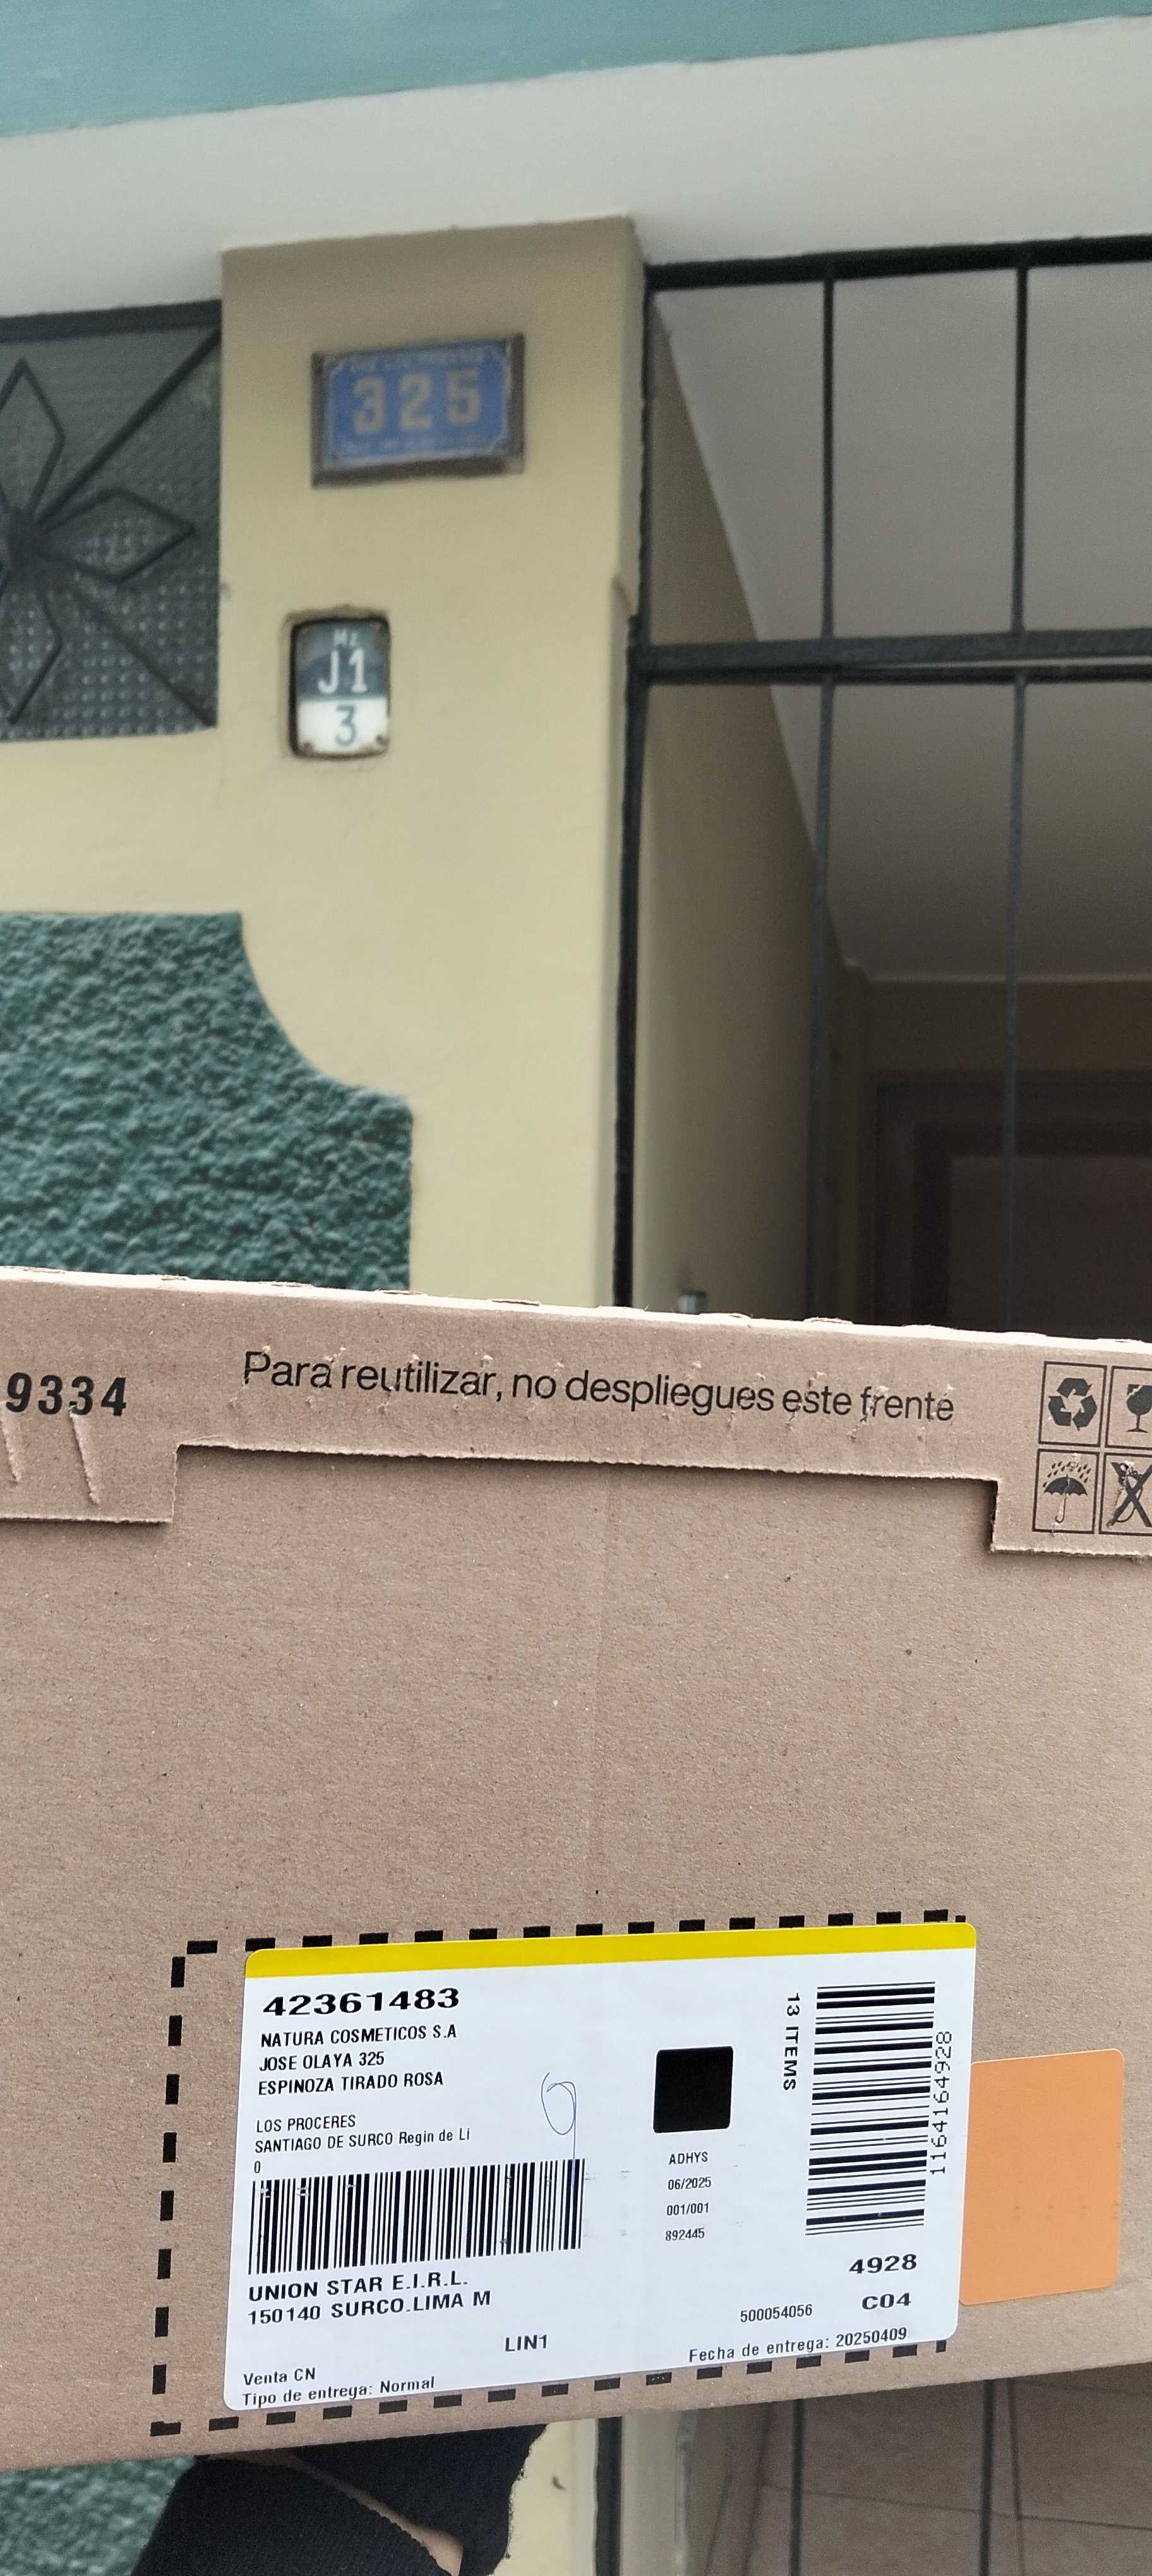 325
Mz
J1
3
9334
Para reutilizar, no despliegues este frente
42361483
NATURA COSMETICOS S.A
JOSE OLAYA 325
ESPINOZA TIRADO ROSA
LOS PROCERES
SANTIAGO DE SURCO Regin de Li
0
UNION STAR E.I.R.L.
150140 SURCO.LIMA M
LIN1
Venta CN
Tipo de entrega: Normal
ADHYS
06/2025
001/001
892445
13 ITEMS
1164164928
4928
C04
500054056
Fecha de entrega: 20250409